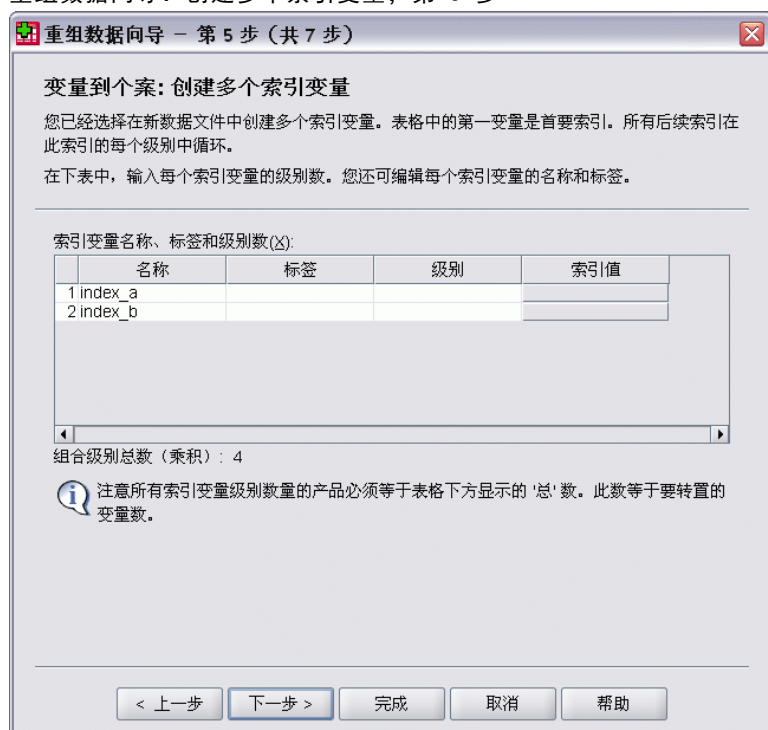 重组数据向导 － 第 5 步（共 7 步）
变量到个案: 创建多个索引变量
您已经选择在新数据文件中创建多个索引变量。表格中的第一变量是首要索引。所有后续索引在
此索引的每个级别中循环。
在下表中，输入每个索引变量的级别数。您还可编辑每个索引变量的名称和标签。
索引变量名称、标签和级别数(X):
名称 标签 级别 索引值
1 index_a
2 index_b
组合级别总数（乘积）: 4
注意所有索引变量级别数量的产品必须等于表格下方显示的 '总' 数。此数等于要转置的
变量数。
< 上一步 下一步 > 完成 取消 帮助